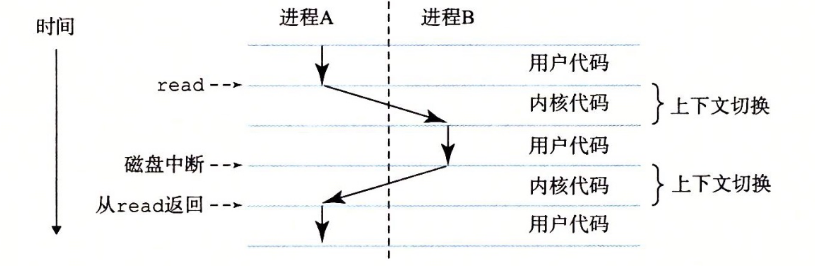 时间
进程A
进程B
用户代码
read
内核代码
上下文切换
用户代码
磁盘中断
内核代码
上下文切换
从read返回
用户代码